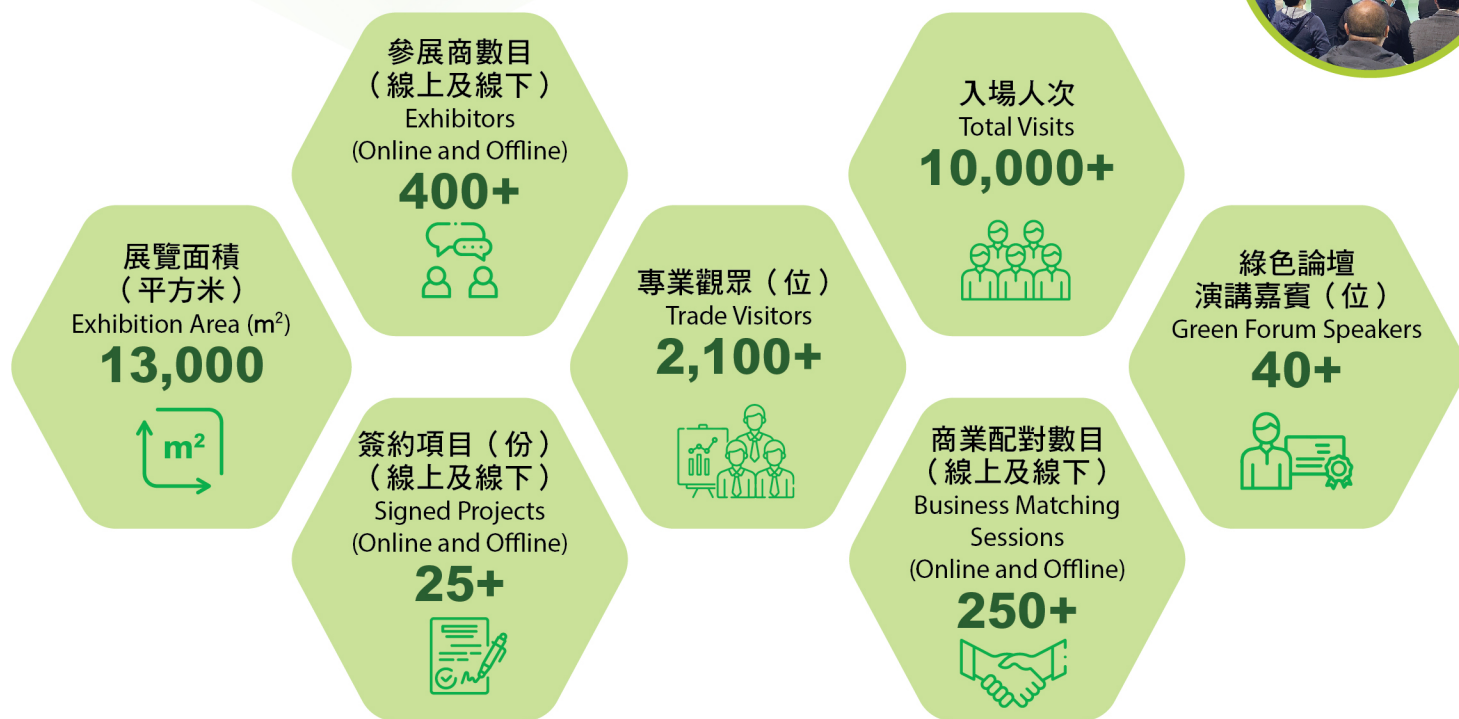 參展商數目
（線上及線下）
Exhibitors
(Online and Offline)
400+
入場人次
Total Visits
10,000+
展覽面積
（平方米）
Exhibition Area (m²)
13,000
m²
專業觀眾（位）
Trade Visitors
2,100+
綠色論壇
演講嘉賓（位）
Green Forum Speakers
40+
簽約項目（份）
（線上及線下）
Signed Projects
(Online and Offline)
25+
商業配對數目
（線上及線下）
Business Matching
Sessions
(Online and Offline)
250+